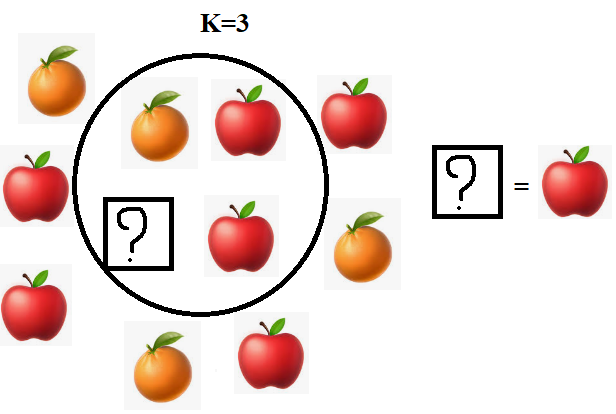 K=3
? ? =